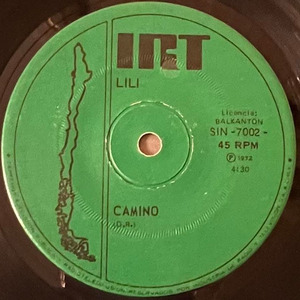 IRT
LILI
Licencia:
BALKANTON
SIN -7002-
45 RPM
Ⓟ 1973
4:30
CAMINO
(D.R.)